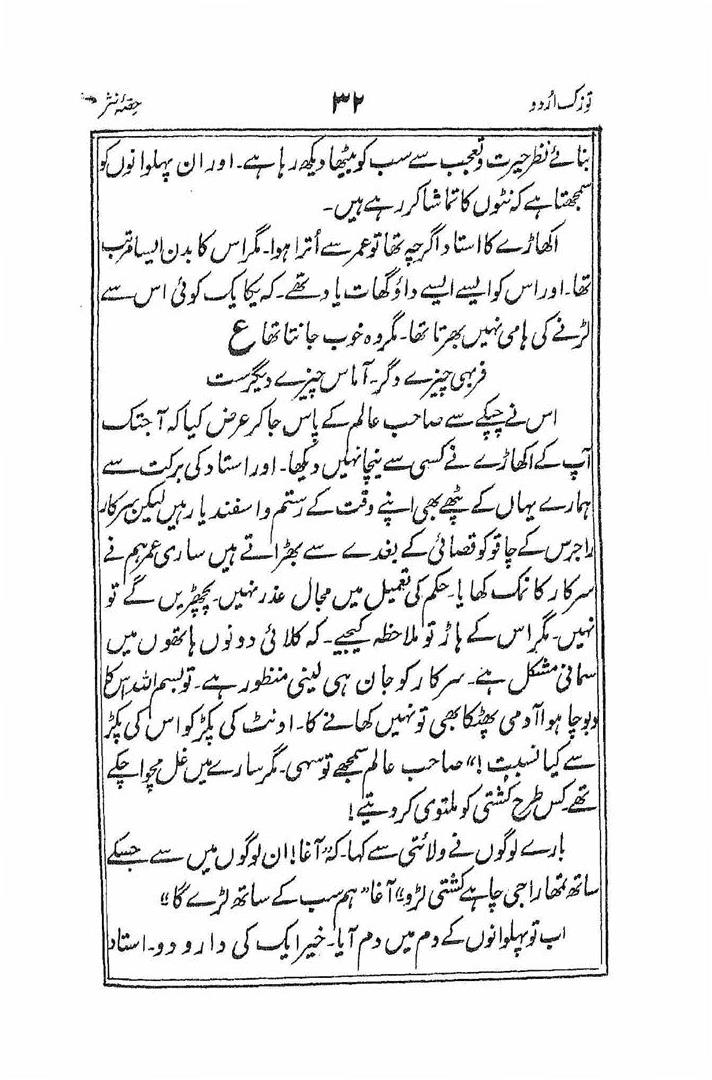 توزک اردو
۳۲
حصۂ نثر
بنائے نظرِ حیرت و تعجب سے سب کو بیٹھا دیکھ رہا ہے۔ اور ان پہلوانوں کو
سمجھتا ہے کہ نٹوں کا تماشا کر رہے ہیں۔
اکھاڑے کا استاد اگرچہ تھا تو عمر سے اُترا ہوا۔ مگر اس کا بدن ایسا مرتب
تھا۔ اور اس کو ایسے ایسے داؤ گھات یاد تھے۔ کہ یکایک کوئی اس سے
لڑنے کی ہامی نہیں بھرتا تھا۔ مگر وہ خوب جانتا تھا ع
فربہی چیزے دگر۔ آماس چیزے دیگرست
اس نے چپکے سے صاحب عالم کے پاس جا کر عرض کیا کہ آجتک
آپ کے اکھاڑے نے کسی سے نیچا نہیں دیکھا۔ اور استاد کی برکت سے
ہمارے یہاں کے پٹھے بھی اپنے وقت کے رستم و اسفندیار ہیں لیکن سرکار
راجرس کے چاقو کو قصائی کے بغدے سے بھڑاتے ہیں ساری عمر ہم نے
سرکار کا نمک کھایا۔ حکم کی تعمیل میں مجال عذر نہیں۔ پچھڑیں گے تو
نہیں۔ مگر اس کے ہاڑ تو ملاحظہ کیجیے۔ کہ کلائی دونوں ہاتھوں میں
سمانی مشکل ہے۔ سرکار کو جان ہی لینی منظور ہے۔ تو بسم اللہ اس کا
دبوچا ہوا آدمی پھٹکا بھی تو نہیں کھانے کا۔ اونٹ کی پکڑ کو اس کی پکڑ
سے کیا نسبت!" صاحب عالم سمجھے تو سہی۔ مگر سارے میں غل مچوا چکے
تھے۔ کس طرح کشتی کو ملتوی کر دیتے!
بارے لوگوں نے ولائتی سے کہا۔ کہ "آغا! ان لوگوں میں سے جسکے
ساتھ تمھارا جی چاہے کشتی لڑو" آغا "ہم سب کے ساتھ لڑے گا"
اب تو پہلوانوں کے دم میں دم آیا۔ خیر ایک کی دارو دو۔ استاد